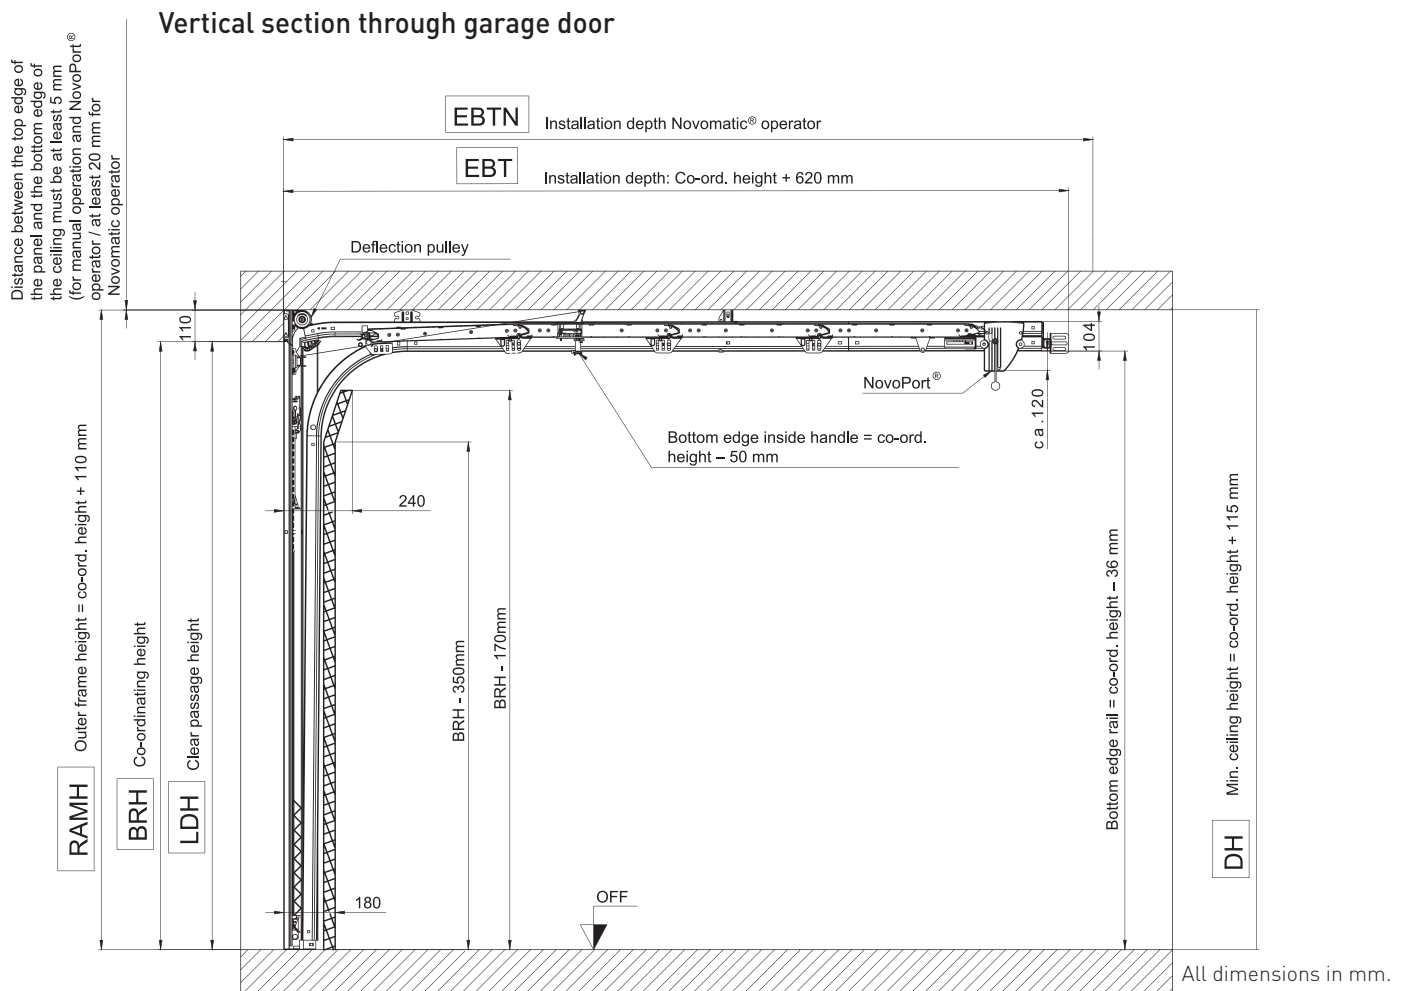 Vertical section through garage door
Distance between the top edge of
the panel and the bottom edge of
the ceiling must be at least 5 mm
(for manual operation and NovoPort®
operator / at least 20 mm for
Novomatic operator
EBTN Installation depth Novomatic® operator
EBT Installation depth: Co-ord. height + 620 mm
Deflection pulley
110
104
NovoPort®
ca.120
Bottom edge inside handle = co-ord.
height – 50 mm
240
RAMH Outer frame height = co-ord. height + 110 mm
BRH Co-ordinating height
LDH Clear passage height
BRH - 350mm
BRH - 170mm
Bottom edge rail = co-ord. height – 36 mm
DH Min. ceiling height = co-ord. height + 115 mm
180
OFF
All dimensions in mm.